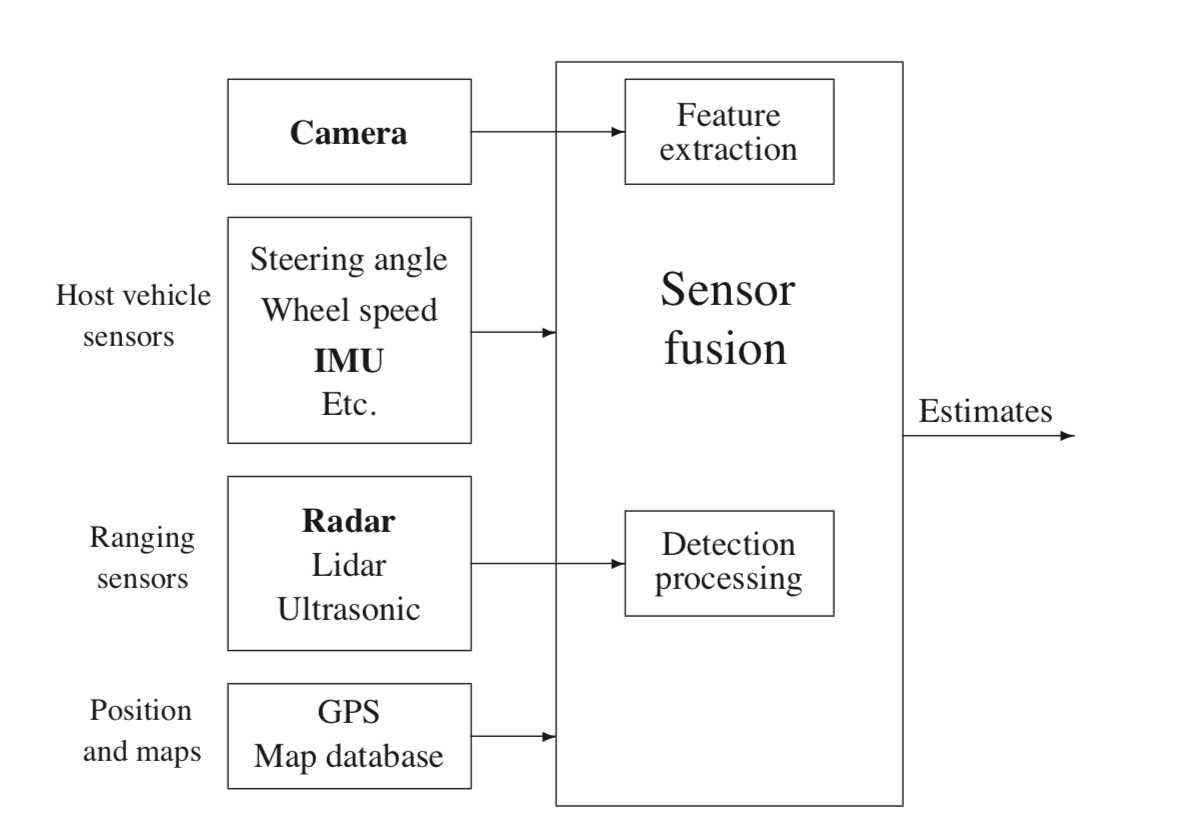 Camera
Feature
extraction
Host vehicle
sensors
Steering angle
Wheel speed
IMU
Etc.
Sensor
fusion
Estimates
Ranging
sensors
Radar
Lidar
Ultrasonic
Detection
processing
Position
and maps
GPS
Map database